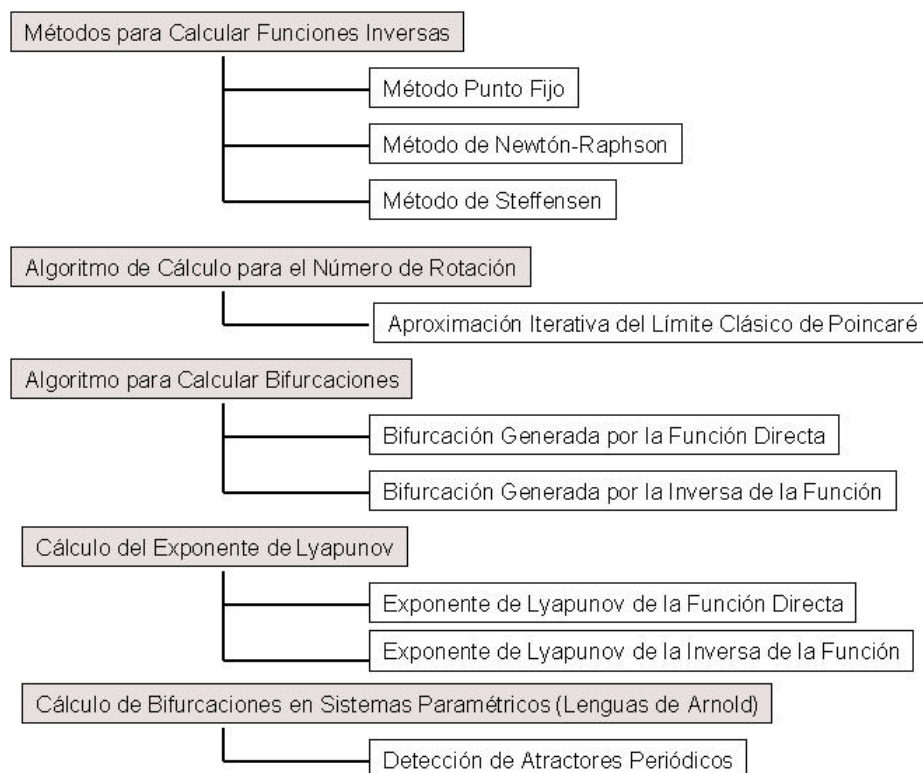 Métodos para Calcular Funciones Inversas
Método Punto Fijo
Método de Newtón-Raphson
Método de Steffensen
Algoritmo de Cálculo para el Número de Rotación
Aproximación Iterativa del Límite Clásico de Poincaré
Algoritmo para Calcular Bifurcaciones
Bifurcación Generada por la Función Directa
Bifurcación Generada por la Inversa de la Función
Cálculo del Exponente de Lyapunov
Exponente de Lyapunov de la Función Directa
Exponente de Lyapunov de la Inversa de la Función
Cálculo de Bifurcaciones en Sistemas Paramétricos (Lenguas de Arnold)
Detección de Atractores Periódicos